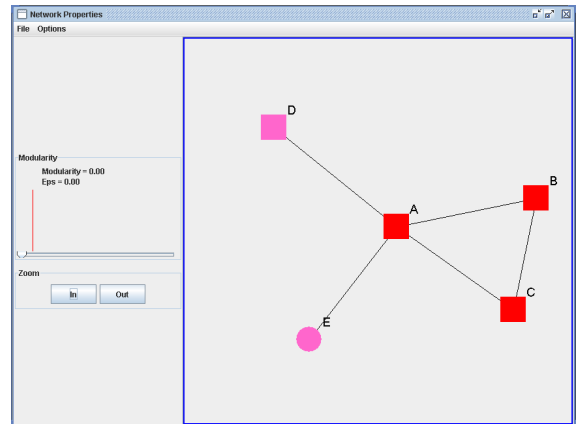 Network Properties
File Options
Modularity
Modularity = 0.00
Eps = 0.00
Zoom
In Out
D
B
A
C
E